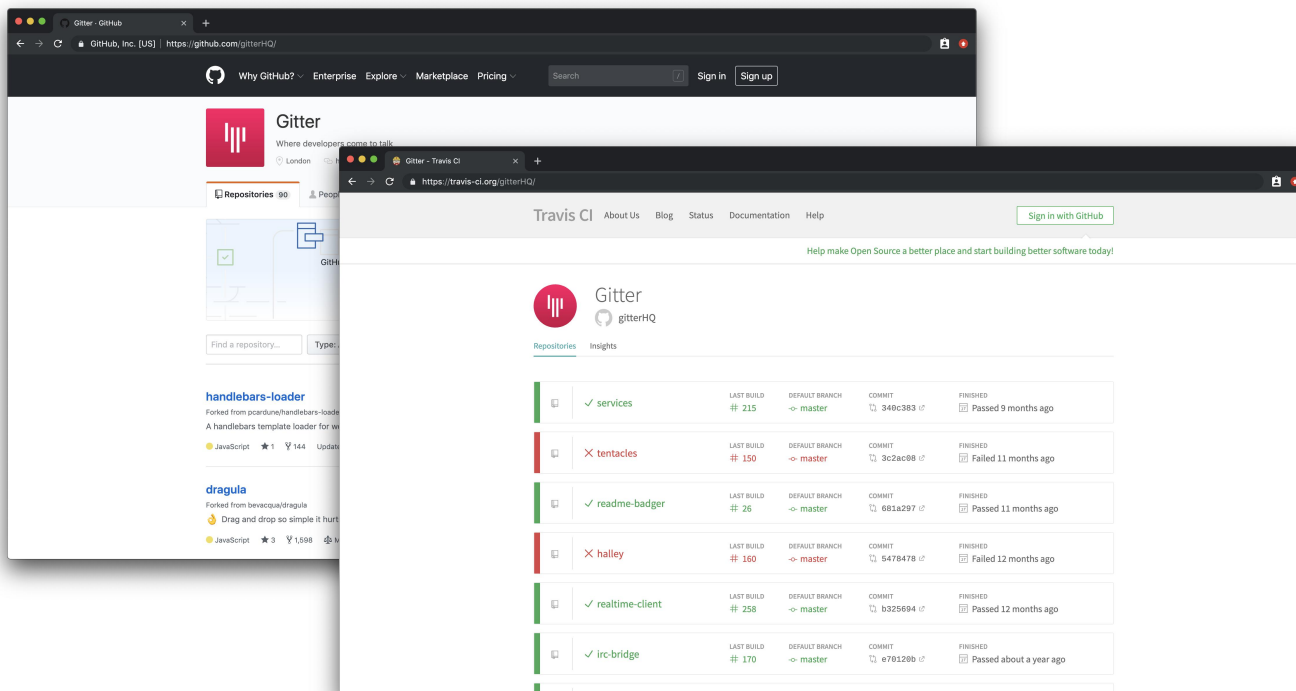 Gitter · GitHub
GitHub, Inc. [US] | https://github.com/gitterHQ/
Why GitHub? Enterprise Explore Marketplace Pricing Search / Sign in Sign up
Gitter
Where developers come to talk
London
Repositories 90
Find a repository...
Type:
handlebars-loader
Forked from pcardune/handlebars-loade
A handlebars template loader for
JavaScript 1 144
dragula
Forked from bevacqua/dragula
👌 Drag and drop so simple it hurt
JavaScript 3 1,598
Gitter - Travis CI
https://travis-ci.org/gitterHQ/
Travis CI About Us Blog Status Documentation Help Sign in with GitHub
Help make Open Source a better place and start building better software today!
Gitter
gitterHQ
Repositories Insights
LAST BUILD DEFAULT BRANCH COMMIT FINISHED
services # 215 master 340c383 Passed 9 months ago
LAST BUILD DEFAULT BRANCH COMMIT FINISHED
tentacles # 150 master 3c2ac08 Failed 11 months ago
LAST BUILD DEFAULT BRANCH COMMIT FINISHED
readme-badger # 26 master 681a297 Passed 11 months ago
LAST BUILD DEFAULT BRANCH COMMIT FINISHED
halley # 160 master 5478478 Failed 12 months ago
LAST BUILD DEFAULT BRANCH COMMIT FINISHED
realtime-client # 258 master b325694 Passed 12 months ago
LAST BUILD DEFAULT BRANCH COMMIT FINISHED
irc-bridge # 170 master e70120b Passed about a year ago